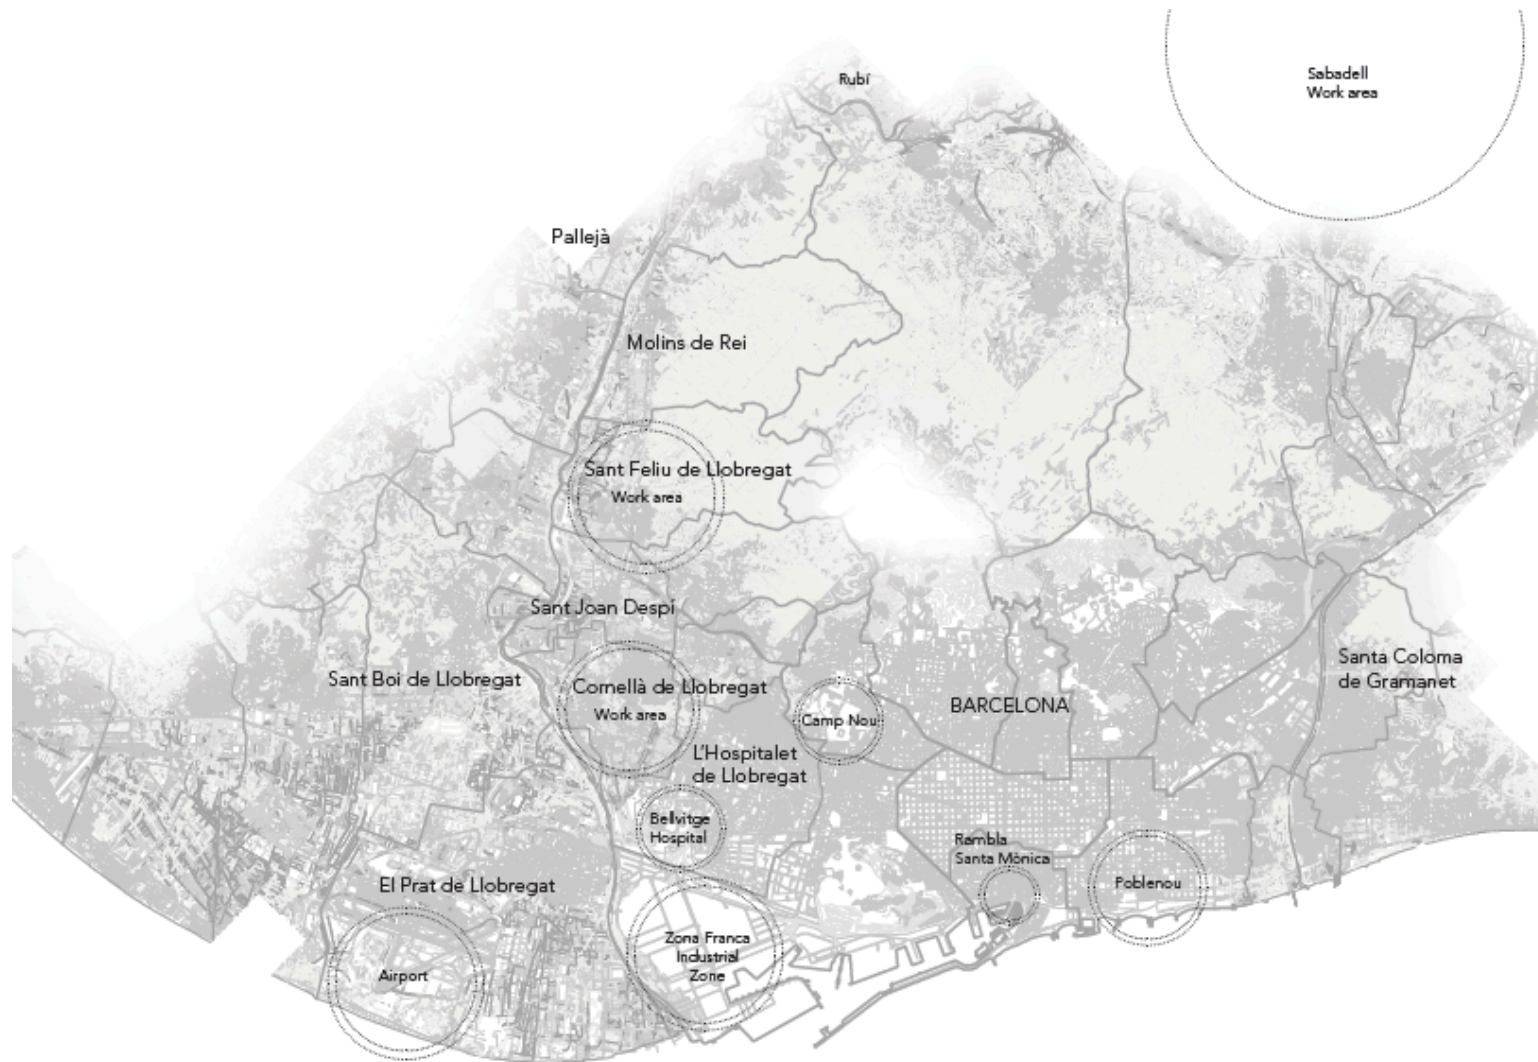 Rubí
Sabadell
Work area
Pallejà
Molins de Rei
Sant Feliu de Llobregat
Work area
Sant Joan Despí
Sant Boi de Llobregat
Cornellà de Llobregat
Work area
Camp Nou
BARCELONA
Santa Coloma
de Gramanet
L'Hospitalet
de Llobregat
Bellvitge
Hospital
Rambla
Santa Mònica
Poblenou
El Prat de Llobregat
Zona Franca
Industrial
Zone
Airport